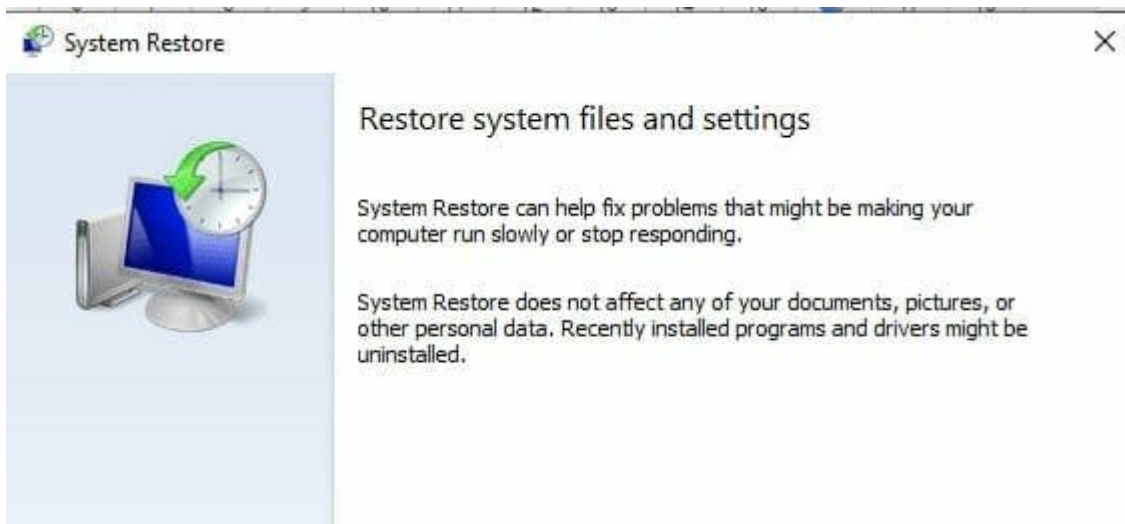 System Restore
Restore system files and settings
System Restore can help fix problems that might be making your
computer run slowly or stop responding.
System Restore does not affect any of your documents, pictures, or
other personal data. Recently installed programs and drivers might be
uninstalled.